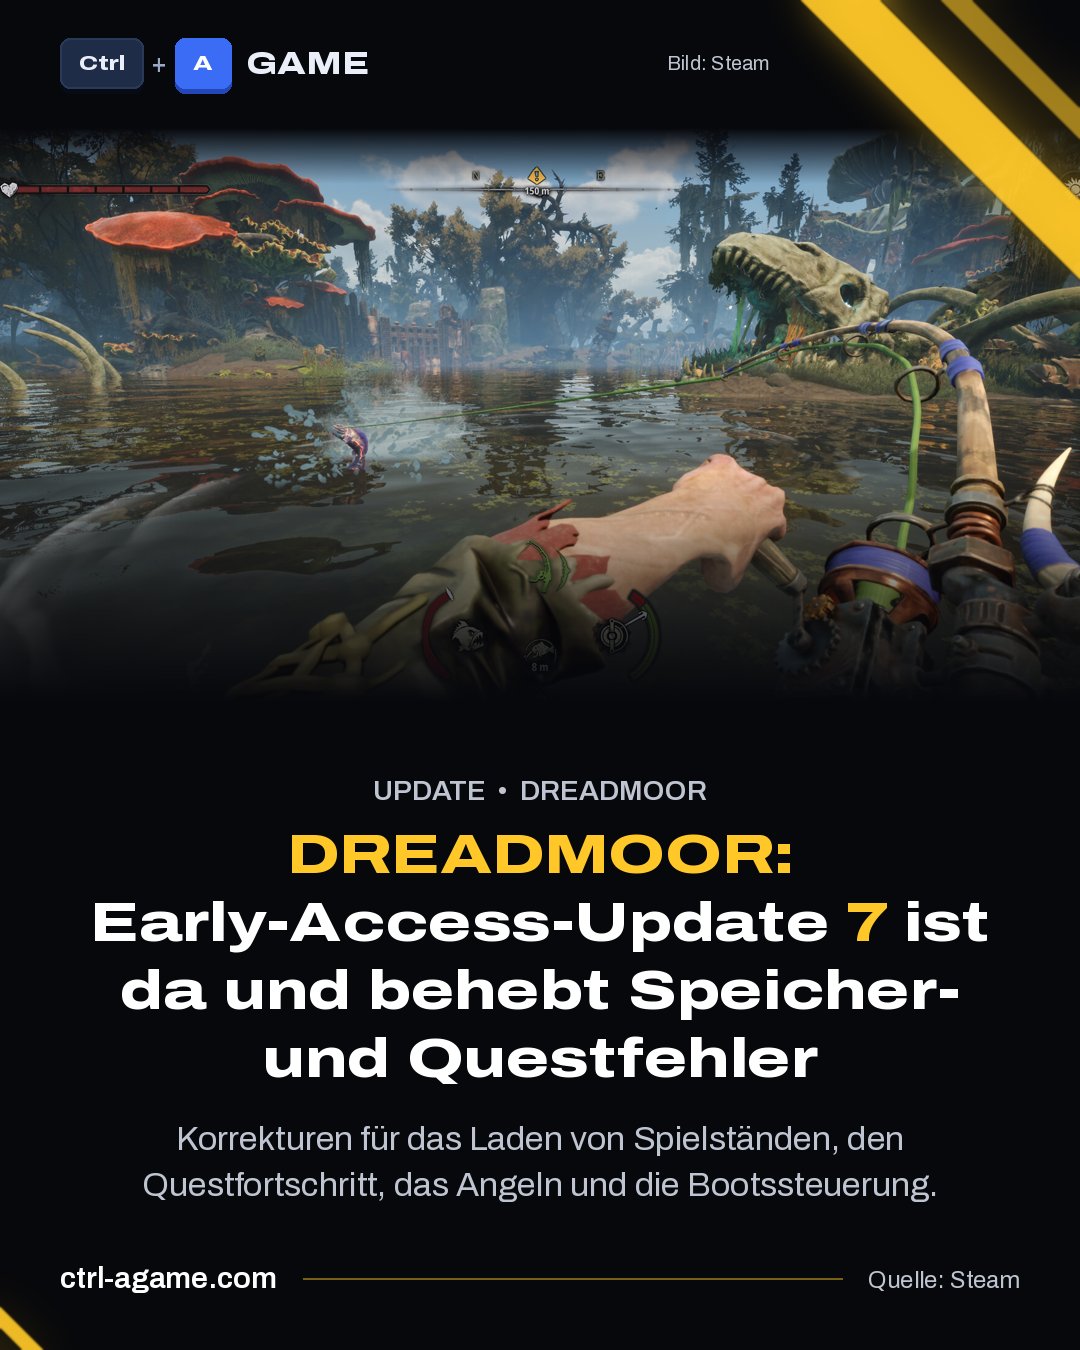 Ctrl + A GAME
Bild: Steam
N
150 m
8 m
UPDATE • DREADMOOR
DREADMOOR:
Early-Access-Update 7 ist
da und behebt Speicher-
und Questfehler
Korrekturen für das Laden von Spielständen, den
Questfortschritt, das Angeln und die Bootssteuerung.
ctrl-agame.com
Quelle: Steam